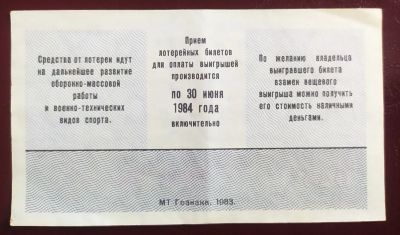 Средства от лотереи идут
на дальнейшее развитие
оборонно-массовой
работы
и военно-технических
видов спорта.
Прием
лотерейных билетов
для оплаты выигрышей
производится
по 30 июня
1984 года
включительно
По желанию владельца
выигравшего билета
взамен вещевого
выигрыша можно получить
его стоимость наличными
деньгами.
МТ Гознака. 1983.